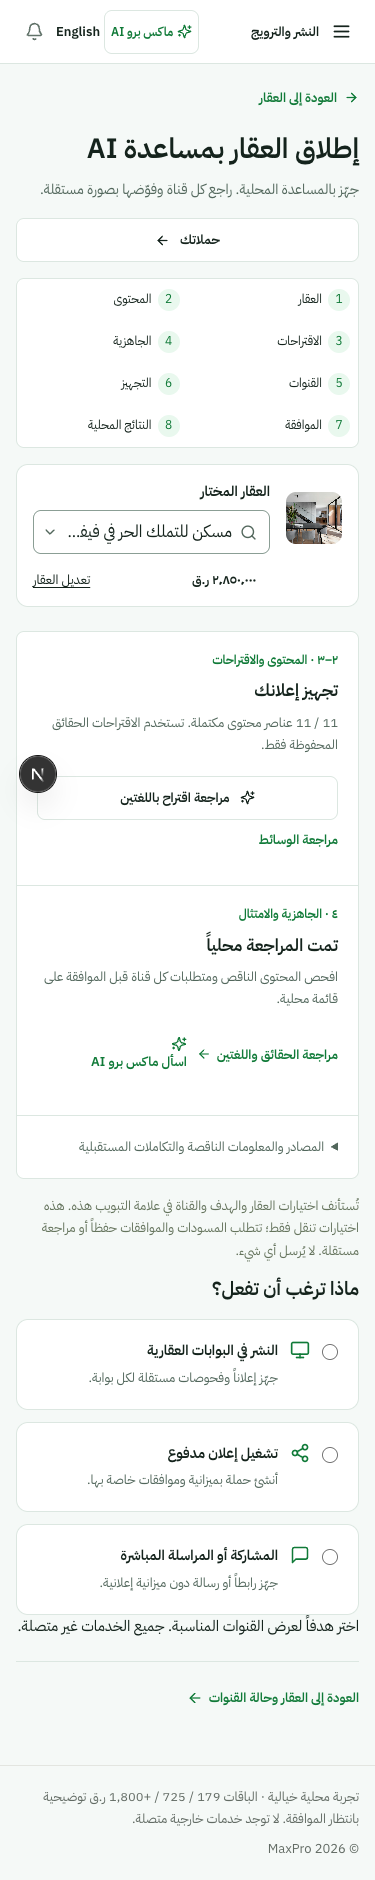 النشر والترويج
ماكس برو AI
English
العودة إلى العقار
إطلاق العقار بمساعدة AI
جهّز بالمساعدة المحلية. راجع كل قناة وفوّضها بصورة مستقلة.
حملاتك
1 العقار
2 المحتوى
3 الاقتراحات
4 الجاهزية
5 القنوات
6 التجهيز
7 الموافقة
8 النتائج المحلية
العقار المختار
مسكن للتملك الحر في فيفـ...
٢,٨٥٠,٠٠٠ ر.ق
تعديل العقار
٢–٣ · المحتوى والاقتراحات
تجهيز إعلانك
11 / 11 عناصر محتوى مكتملة. تستخدم الاقتراحات الحقائق
المحفوظة فقط.
مراجعة اقتراح باللغتين
مراجعة الوسائط
٤ · الجاهزية والامتثال
تمت المراجعة محلياً
افحص المحتوى الناقص ومتطلبات كل قناة قبل الموافقة على
قائمة محلية.
مراجعة الحقائق واللغتين
اسأل ماكس برو AI
المصادر والمعلومات الناقصة والتكاملات المستقبلية
تُستأنف اختيارات العقار والهدف والقناة في علامة التبويب هذه. هذه
اختيارات تنقل فقط؛ تتطلب المسودات والموافقات حفظاً أو مراجعة
مستقلة. لا يُرسل أي شيء.
ماذا ترغب أن تفعل؟
النشر في البوابات العقارية
جهّز إعلاناً وفحوصات مستقلة لكل بوابة.
تشغيل إعلان مدفوع
أنشئ حملة بميزانية وموافقات خاصة بها.
المشاركة أو المراسلة المباشرة
جهّز رابطاً أو رسالة دون ميزانية إعلانية.
اختر هدفاً لعرض القنوات المناسبة. جميع الخدمات غير متصلة.
العودة إلى العقار وحالة القنوات
تجربة محلية خيالية · الباقات 179 / 725 / +1,800 ر.ق توضيحية
بانتظار الموافقة. لا توجد خدمات خارجية متصلة.
© 2026 MaxPro